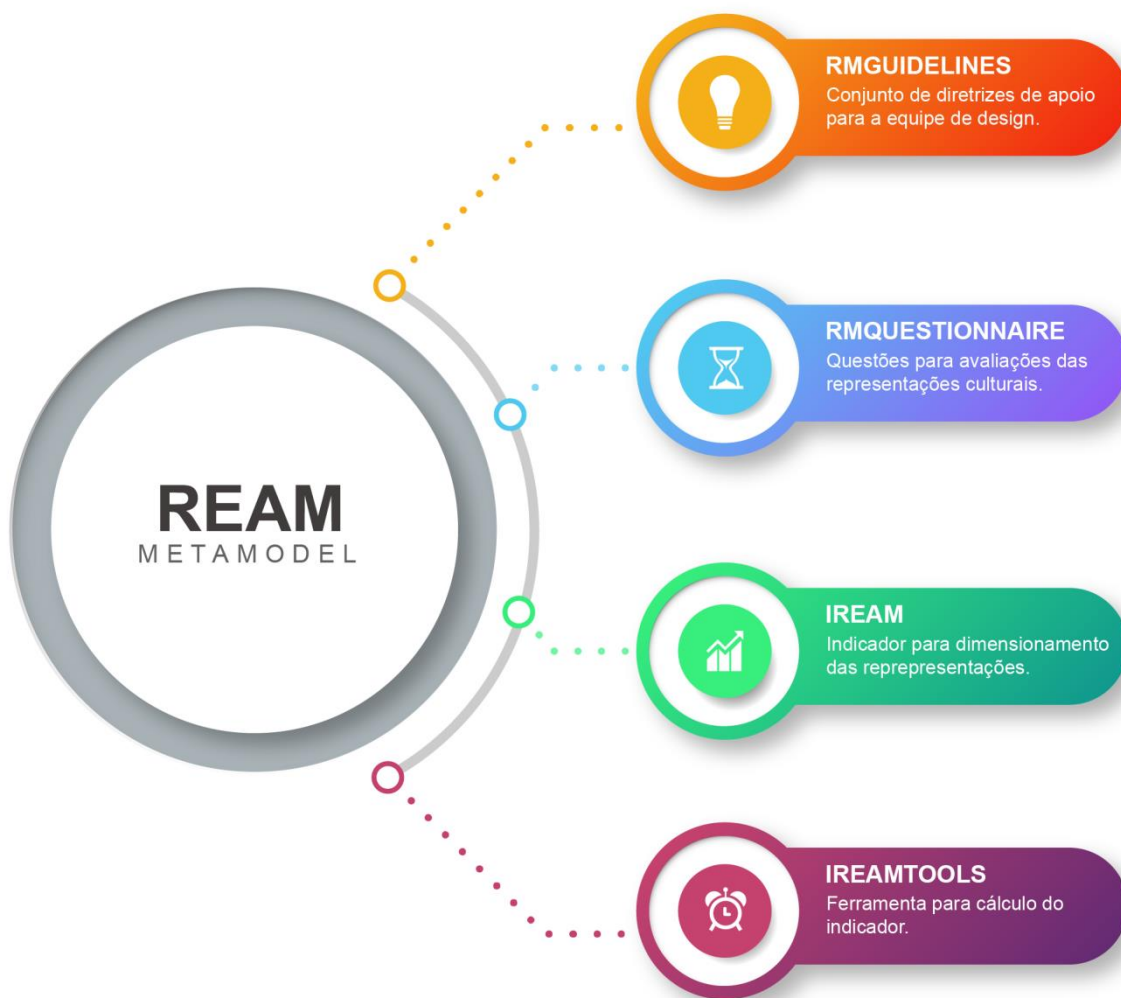 REAM
METAMODEL
RMGUIDELINES
Conjunto de diretrizes de apoio
para a equipe de design.
RMQUESTIONNAIRE
Questões para avaliações das
representações culturais.
IREAM
Indicador para dimensionamento
das reprepresentações.
IREAMTOOLS
Ferramenta para cálculo do
indicador.